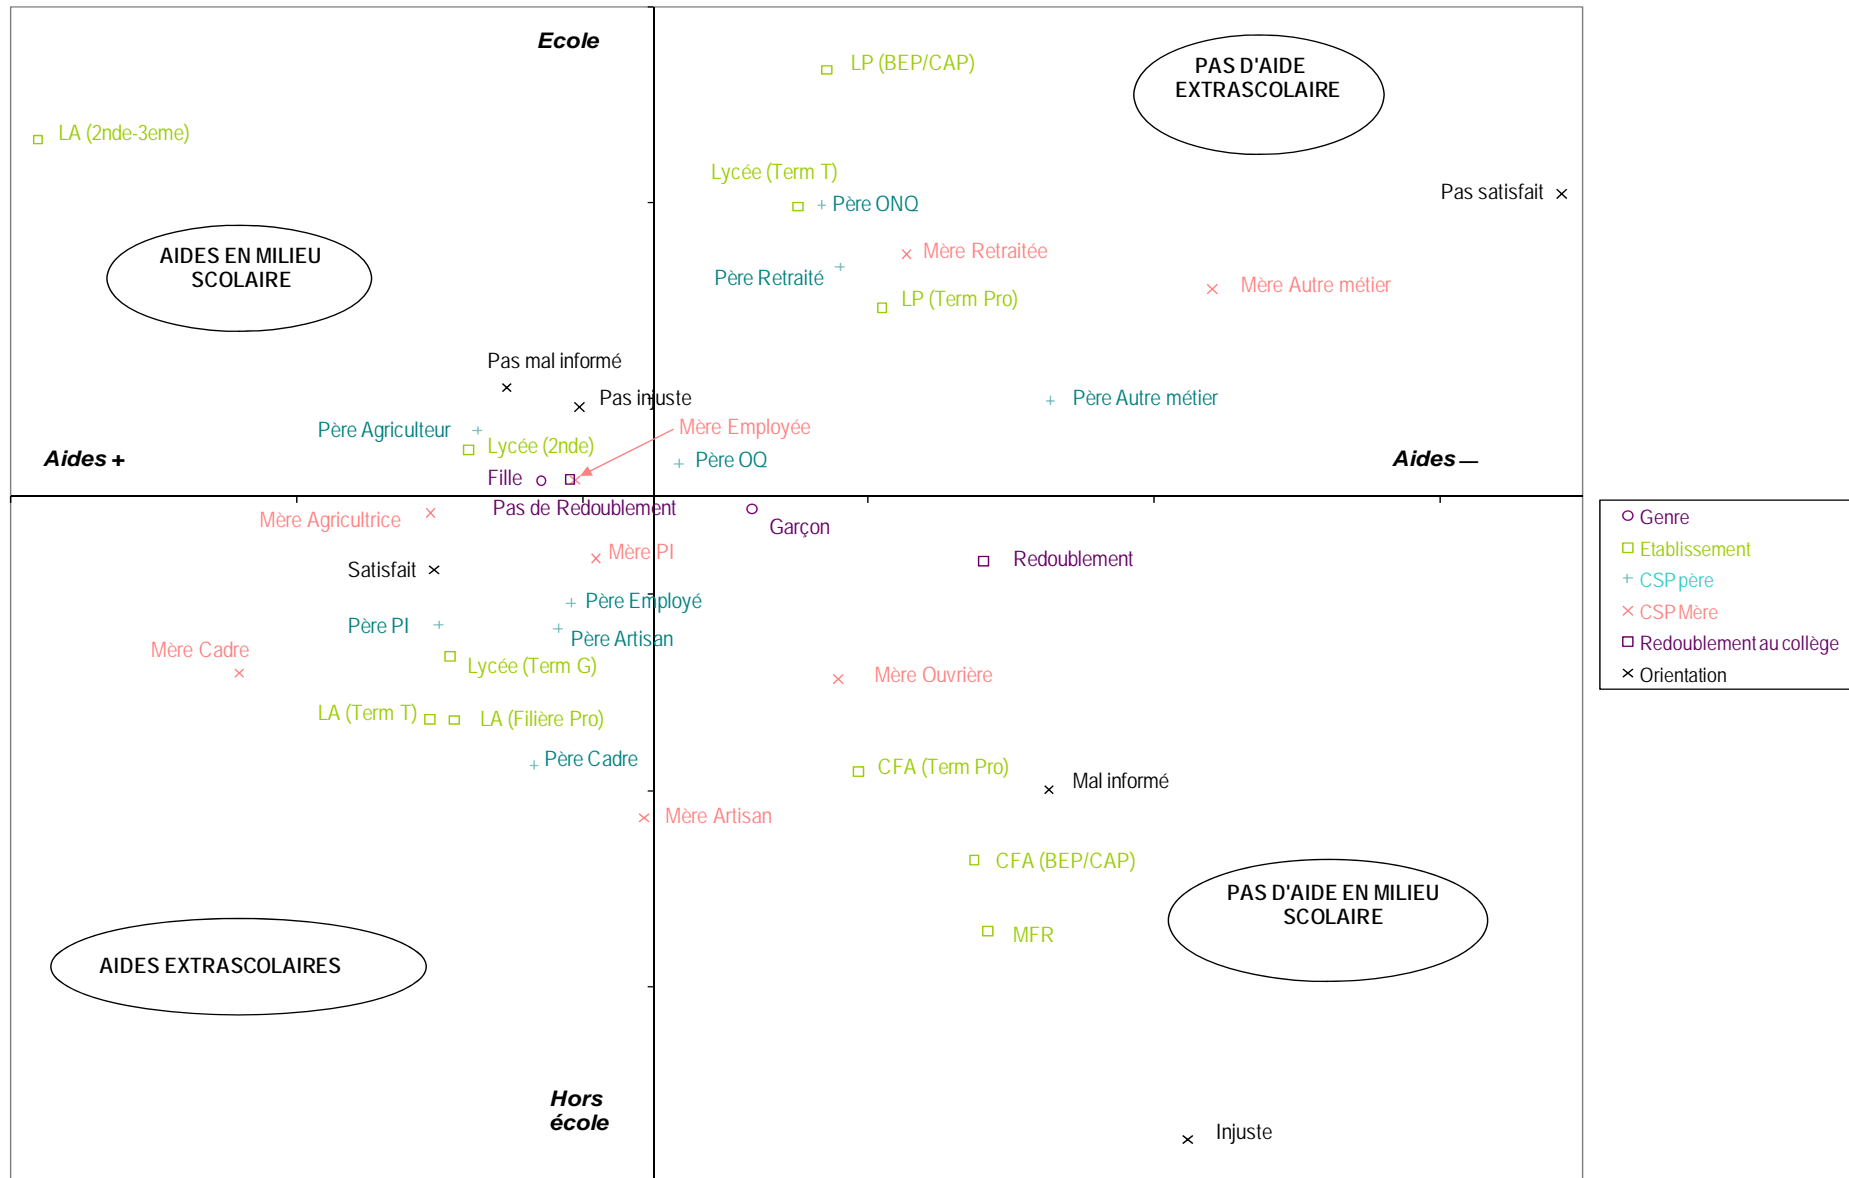 Ecole
LP (BEP/CAP)
PAS D'AIDE
EXTRASCOLAIRE
LA (2nde-3eme)
Lycée (Term T)
Pas satisfait
Père ONQ
AIDES EN MILIEU
SCOLAIRE
Mère Retraitée
Père Retraité
Mère Autre métier
LP (Term Pro)
Pas mal informé
Pas injuste
Père Autre métier
Père Agriculteur
Mère Employée
Lycée (2nde)
Aides +
Père OQ
Aides —
Fille
Pas de Redoublement
Mère Agricultrice
Garçon
Genre
Etablissement
CSP père
CSP Mère
Redoublement au collège
Orientation
Mère PI
Redoublement
Satisfait
Père Employé
Père PI
Père Artisan
Mère Cadre
Lycée (Term G)
Mère Ouvrière
LA (Term T)
LA (Filière Pro)
Père Cadre
CFA (Term Pro)
Mal informé
Mère Artisan
CFA (BEP/CAP)
PAS D'AIDE EN MILIEU
SCOLAIRE
MFR
AIDES EXTRASCOLAIRES
Hors
école
Injuste